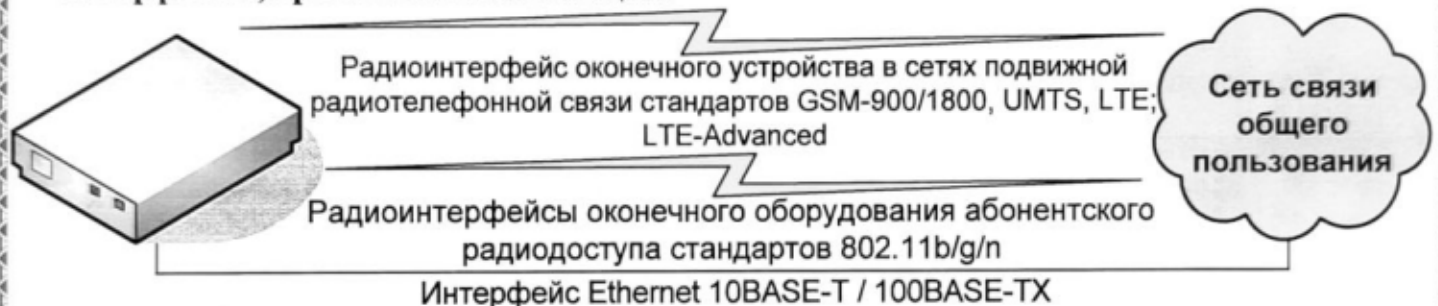 Радиоинтерфейс оконечного устройства в сетях подвижной
радиотелефонной связи стандартов GSM-900/1800, UMTS, LTE;
LTE-Advanced
Сеть связи
общего
пользования
Радиоинтерфейсы оконечного оборудования абонентского
радиодоступа стандартов 802.11b/g/n
Интерфейс Ethernet 10BASE-T / 100BASE-TX